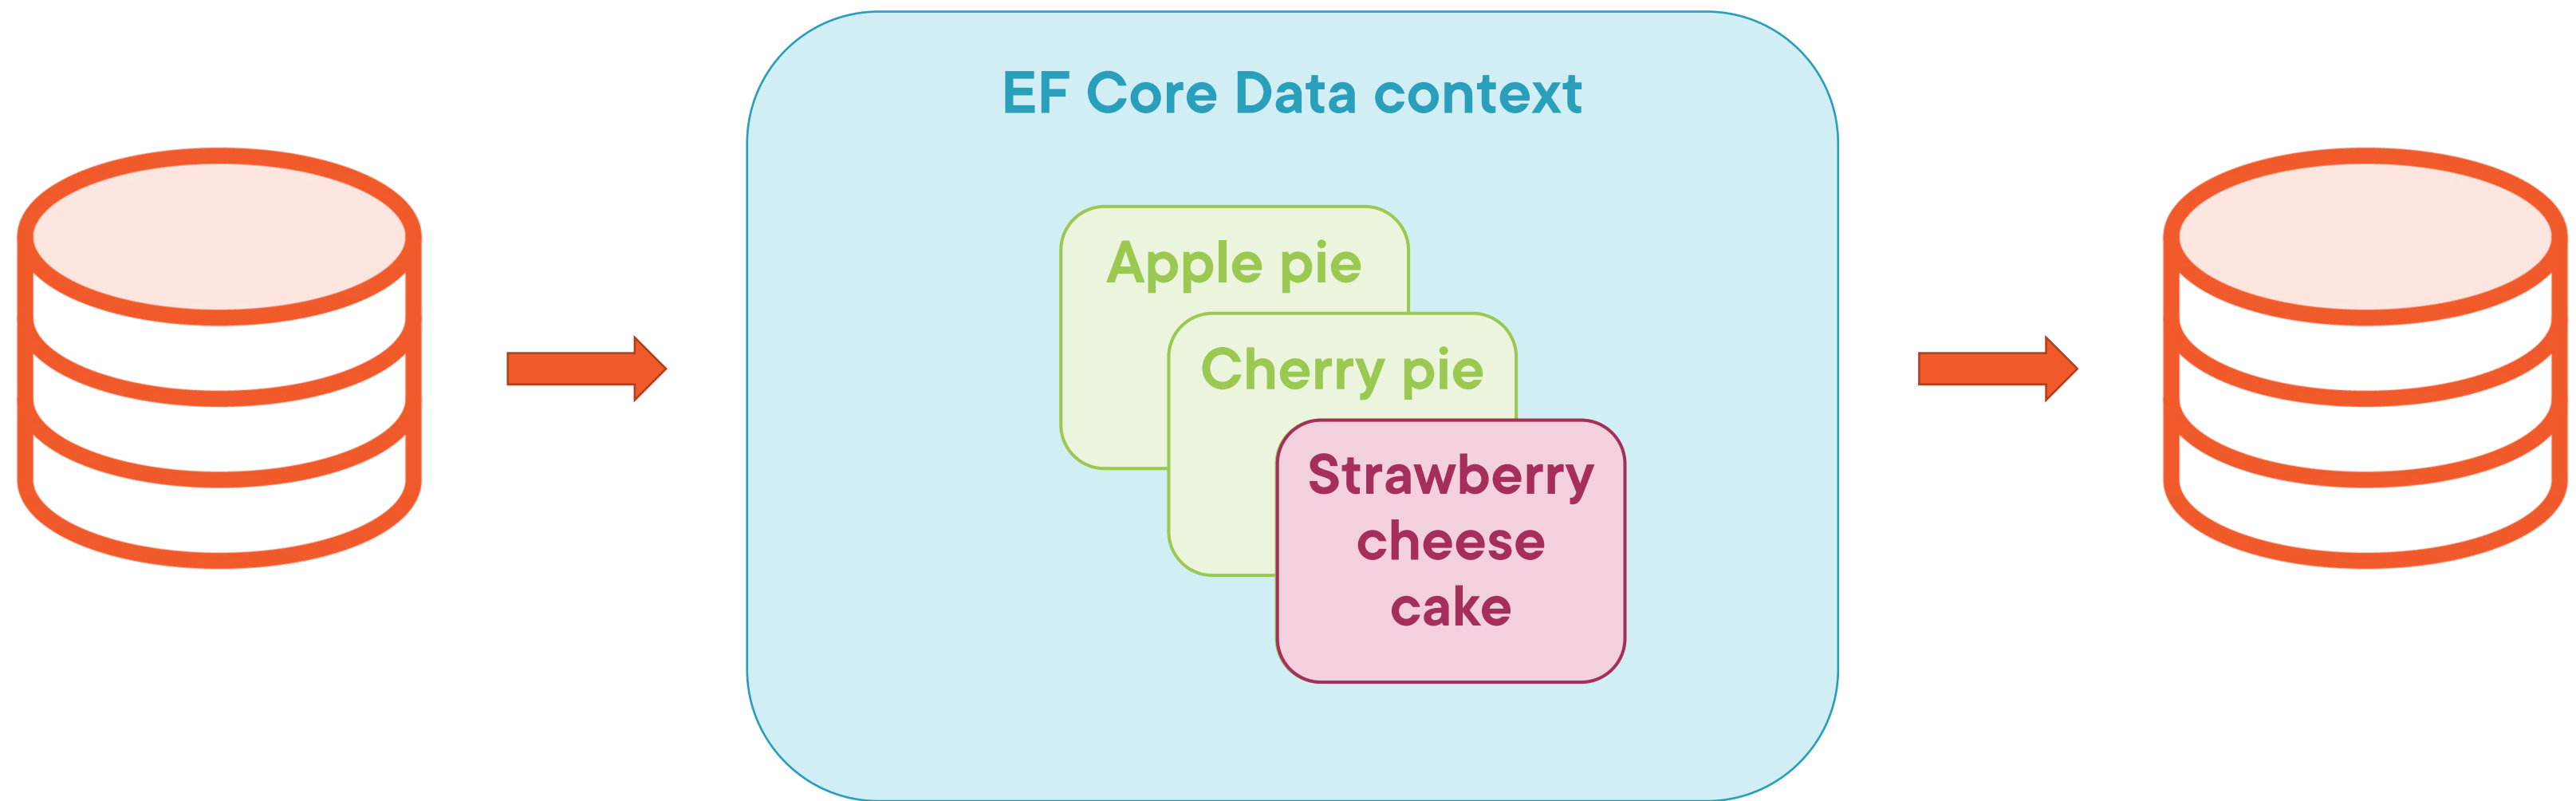 EF Core Data context
Apple pie
Cherry pie
Strawberry
cheese
cake